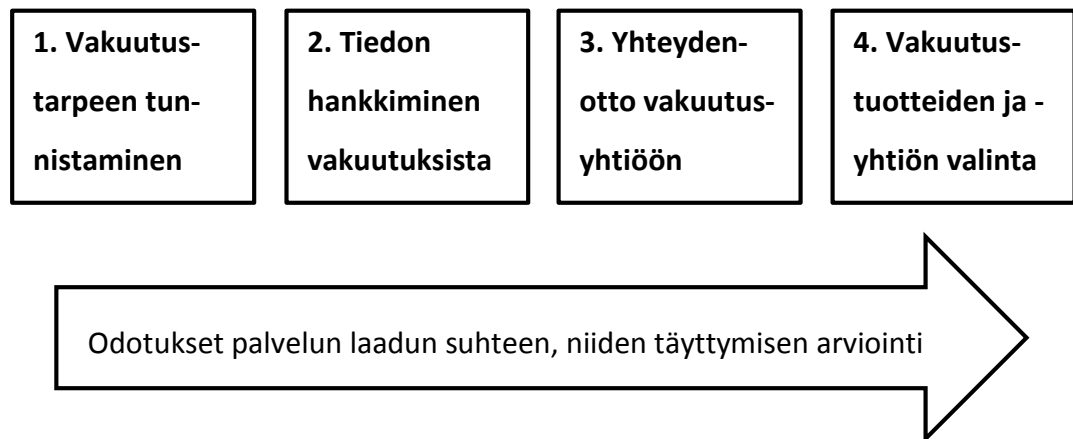 1. Vakuutus-
tarpeen tun-
nistaminen
2. Tiedon
hankkiminen
vakuutuksista
3. Yhteyden-
otto vakuutus-
yhtiöön
4. Vakuutus-
tuotteiden ja -
yhtiön valinta
Odotukset palvelun laadun suhteen, niiden täyttymisen arviointi